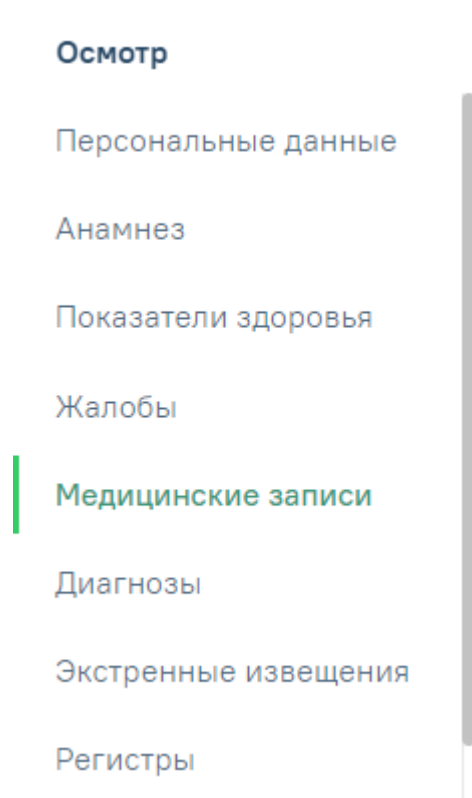 Осмотр
Персональные данные
Анамнез
Показатели здоровья
Жалобы
Медицинские записи
Диагнозы
Экстренные извещения
Регистры